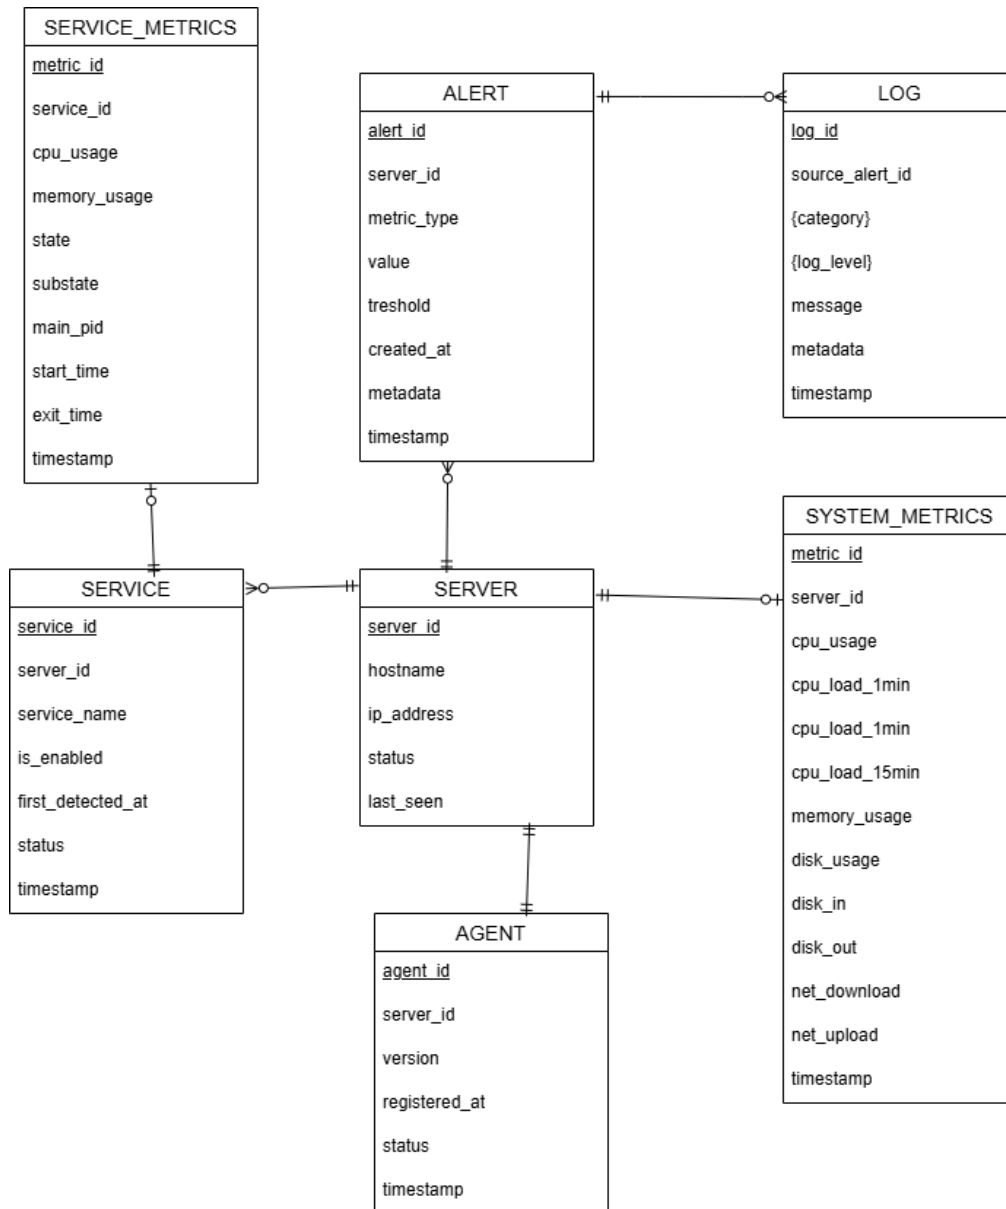 SERVICE_METRICS
metric_id
service_id
cpu_usage
memory_usage
state
substate
main_pid
start_time
exit_time
timestamp
ALERT
alert_id
server_id
metric_type
value
treshold
created_at
metadata
timestamp
LOG
log_id
source_alert_id
{category}
{log_level}
message
metadata
timestamp
SERVICE
service_id
server_id
service_name
is_enabled
first_detected_at
status
timestamp
SERVER
server_id
hostname
ip_address
status
last_seen
SYSTEM_METRICS
metric_id
server_id
cpu_usage
cpu_load_1min
cpu_load_1min
cpu_load_15min
memory_usage
disk_usage
disk_in
disk_out
net_download
net_upload
timestamp
AGENT
agent_id
server_id
version
registered_at
status
timestamp